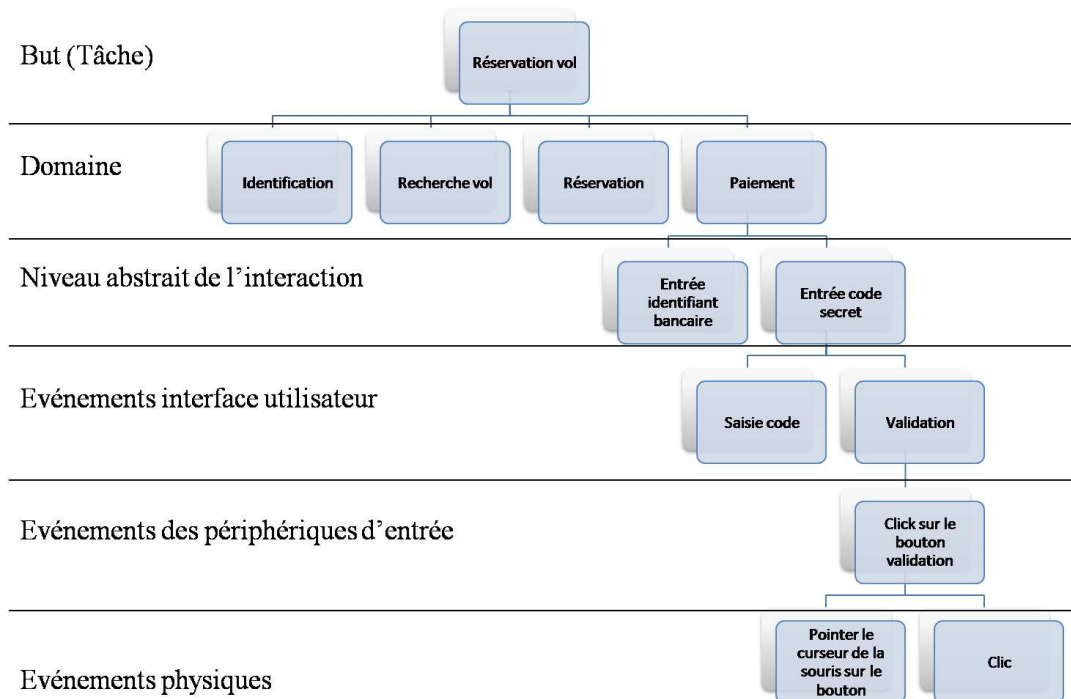 But (Tâche)
Réservation vol
Domaine
Identification
Recherche vol
Réservation
Paiement
Niveau abstrait de l'interaction
Entrée
identifiant
bancaire
Entrée code
secret
Evénements interface utilisateur
Saisie code
Validation
Evénements des périphériques d'entrée
Click sur le
bouton
validation
Evénements physiques
Pointer le
curseur de la
souris sur le
bouton
Clic